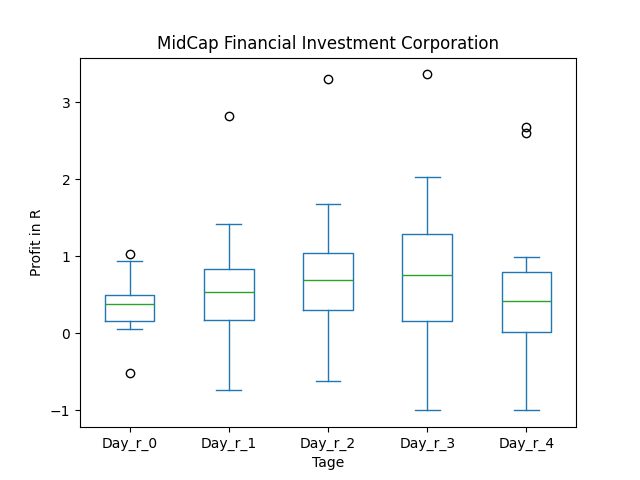 MidCap Financial Investment Corporation
Profit in R
3
2
1
0
−1
Day_r_0 Day_r_1 Day_r_2 Day_r_3 Day_r_4
Tage